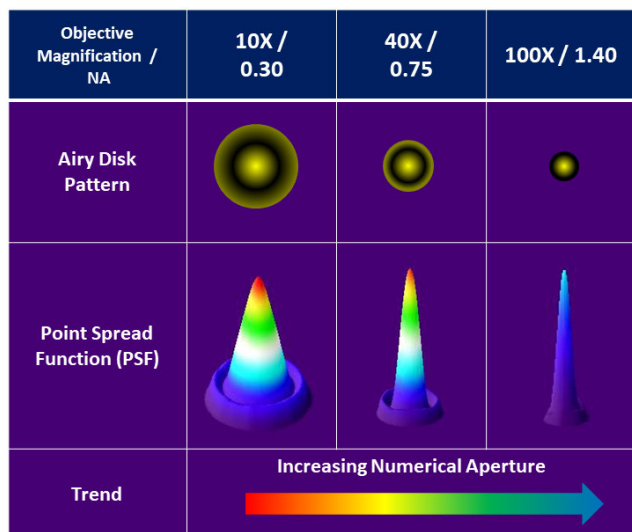 Objective
Magnification /
NA
10X /
0.30
40X /
0.75
100X / 1.40
Airy Disk
Pattern
Point Spread
Function (PSF)
Trend
Increasing Numerical Aperture